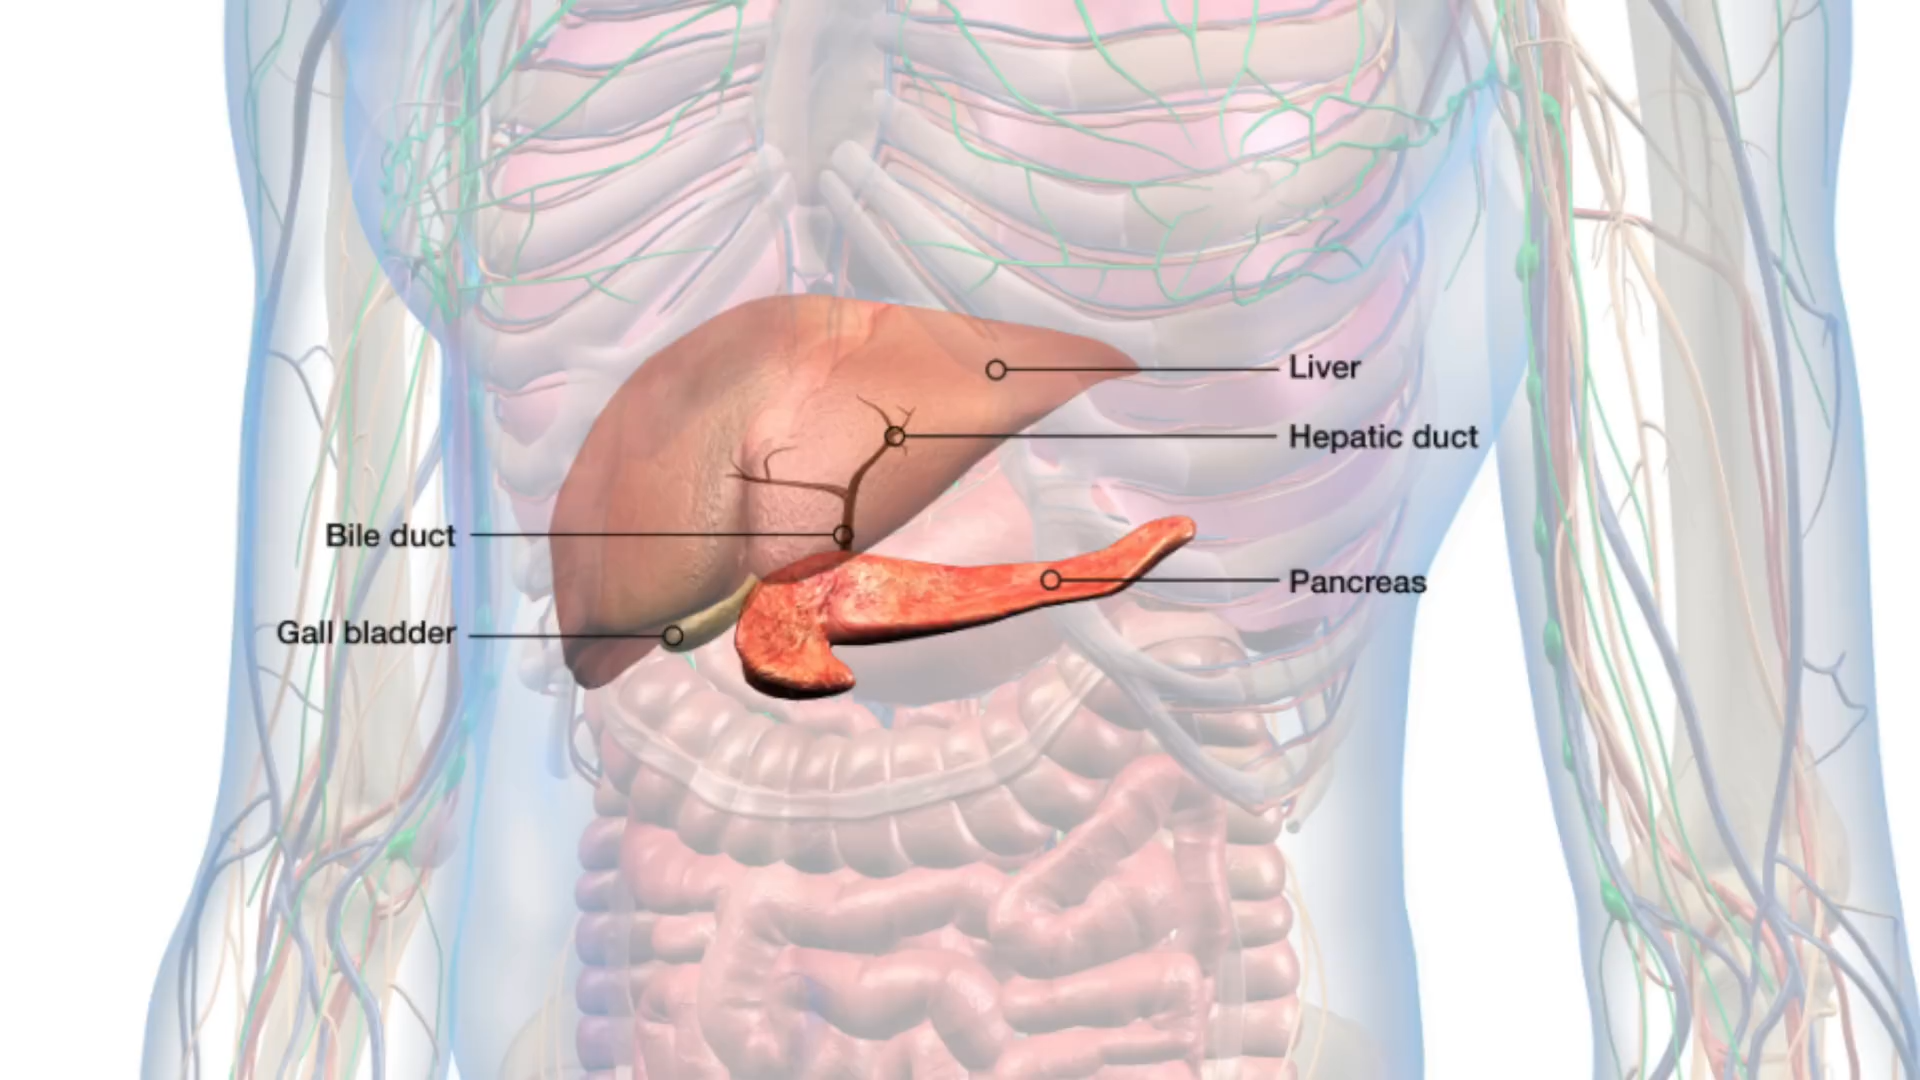 Liver
Hepatic duct
Bile duct
Pancreas
Gall bladder